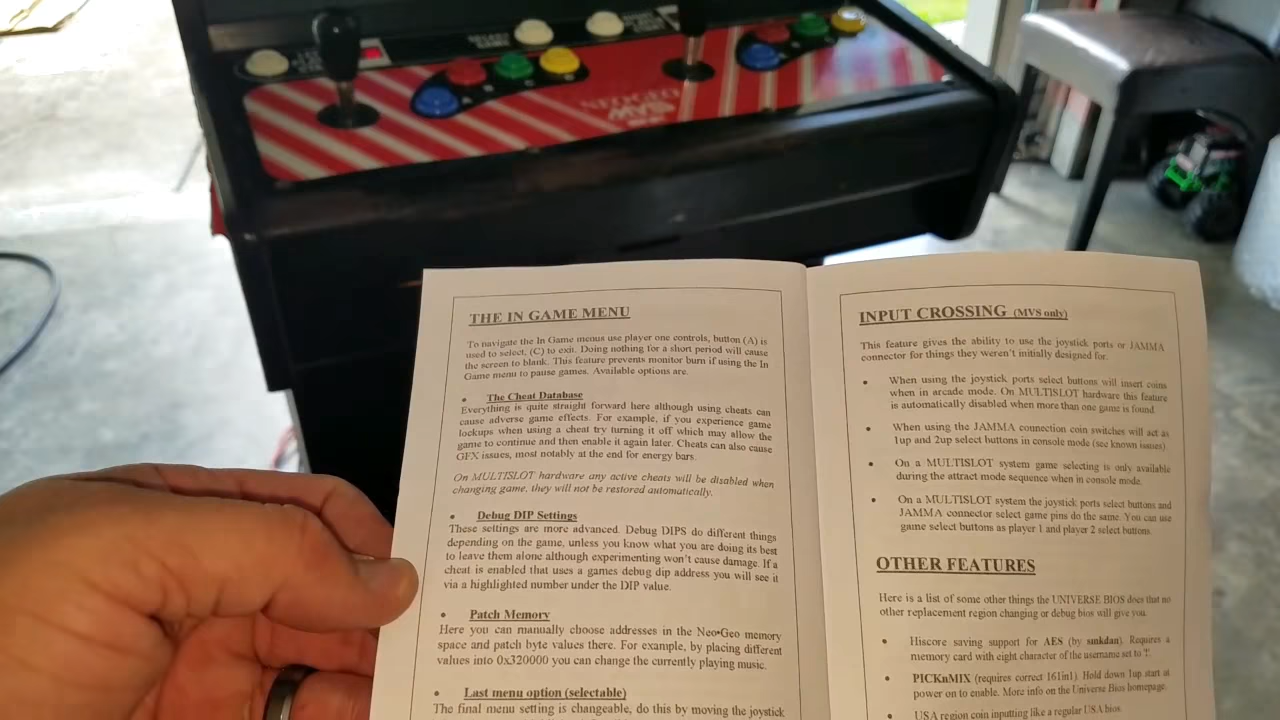 SELECT
GAME
NEO•GEO
MVS
A
B
THE IN GAME MENU
To navigate the In Game menus use player one controls, button (A) is
used to select, (C) to exit. Doing nothing for a short period will cause
the screen to blank. This feature prevents monitor burn if using the In
Game menu to pause games. Available options are.
• The Cheat Database
Everything is quite straight forward here although using cheats can
cause adverse game effects. For example, if you experience game
lockups when using a cheat try turning it off which may allow the
game to continue and then enable it again later. Cheats can also cause
GFX issues, most notably at the end for energy bars.
On MULTISLOT hardware any active cheats will be disabled when
changing game, they will not be restored automatically.
• Debug DIP Settings
These settings are more advanced. Debug DIPS do different things
depending on the game, unless you know what you are doing its best
to leave them alone although experimenting won't cause damage. If a
cheat is enabled that uses a games debug dip address you will see it
via a highlighted number under the DIP value.
• Patch Memory
Here you can manually choose addresses in the Neo•Geo memory
space and patch byte values there. For example, by placing different
values into 0x320000 you can change the currently playing music.
• Last menu option (selectable)
The final menu setting is changeable, do this by moving the joystick
INPUT CROSSING (MVS only)
This feature gives the ability to use the joystick ports or JAMMA
connector for things they weren't initially designed for.
• When using the joystick ports select buttons will insert coins
when in arcade mode. On MULTISLOT hardware this feature
is automatically disabled when more than one game is found.
• When using the JAMMA connection coin switches will act as
1up and 2up select buttons in console mode (see known issues)
• On a MULTISLOT system game selecting is only available
during the attract mode sequence when in console mode.
• On a MULTISLOT system the joystick ports select buttons and
JAMMA connector select game pins do the same. You can use
game select buttons as player 1 and player 2 select buttons.
OTHER FEATURES
Here is a list of some other things the UNIVERSE BIOS does that no
other replacement region changing or debug bios will give you.
• Hiscore saving support for AES (by smkdan). Requires a
memory card with eight character of the username set to '!'.
• PICKnMIX (requires correct 161in1). Hold down 1up start at
power on to enable. More info on the Universe Bios homepage.
• USA region coin inputting like a regular USA bios.